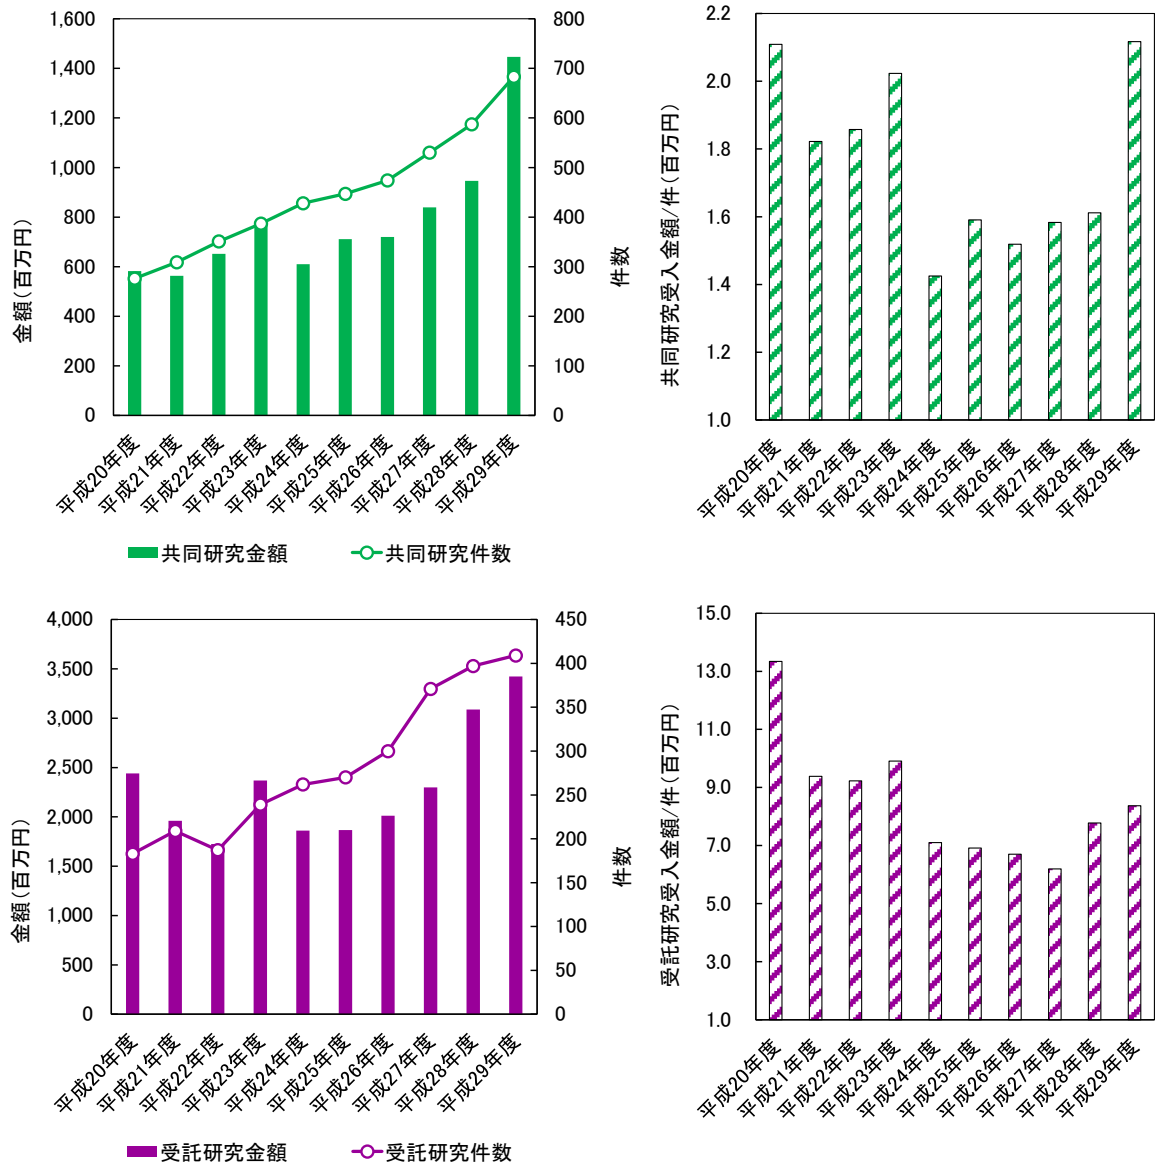 金額(百万円)
1,600
1,400
1,200
1,000
800
600
400
200
0
800
700
600
500
400
300
200
100
0
件数
平成20年度
平成21年度
平成22年度
平成23年度
平成24年度
平成25年度
平成26年度
平成27年度
平成28年度
平成29年度
共同研究金額
共同研究件数
共同研究受入金額/件(百万円)
2.2
2.0
1.8
1.6
1.4
1.2
1.0
平成20年度
平成21年度
平成22年度
平成23年度
平成24年度
平成25年度
平成26年度
平成27年度
平成28年度
平成29年度
金額(百万円)
4,000
3,500
3,000
2,500
2,000
1,500
1,000
500
0
450
400
350
300
250
200
150
100
50
0
件数
平成20年度
平成21年度
平成22年度
平成23年度
平成24年度
平成25年度
平成26年度
平成27年度
平成28年度
平成29年度
受託研究金額
受託研究件数
受託研究受入金額/件(百万円)
15.0
13.0
11.0
9.0
7.0
5.0
3.0
1.0
平成20年度
平成21年度
平成22年度
平成23年度
平成24年度
平成25年度
平成26年度
平成27年度
平成28年度
平成29年度